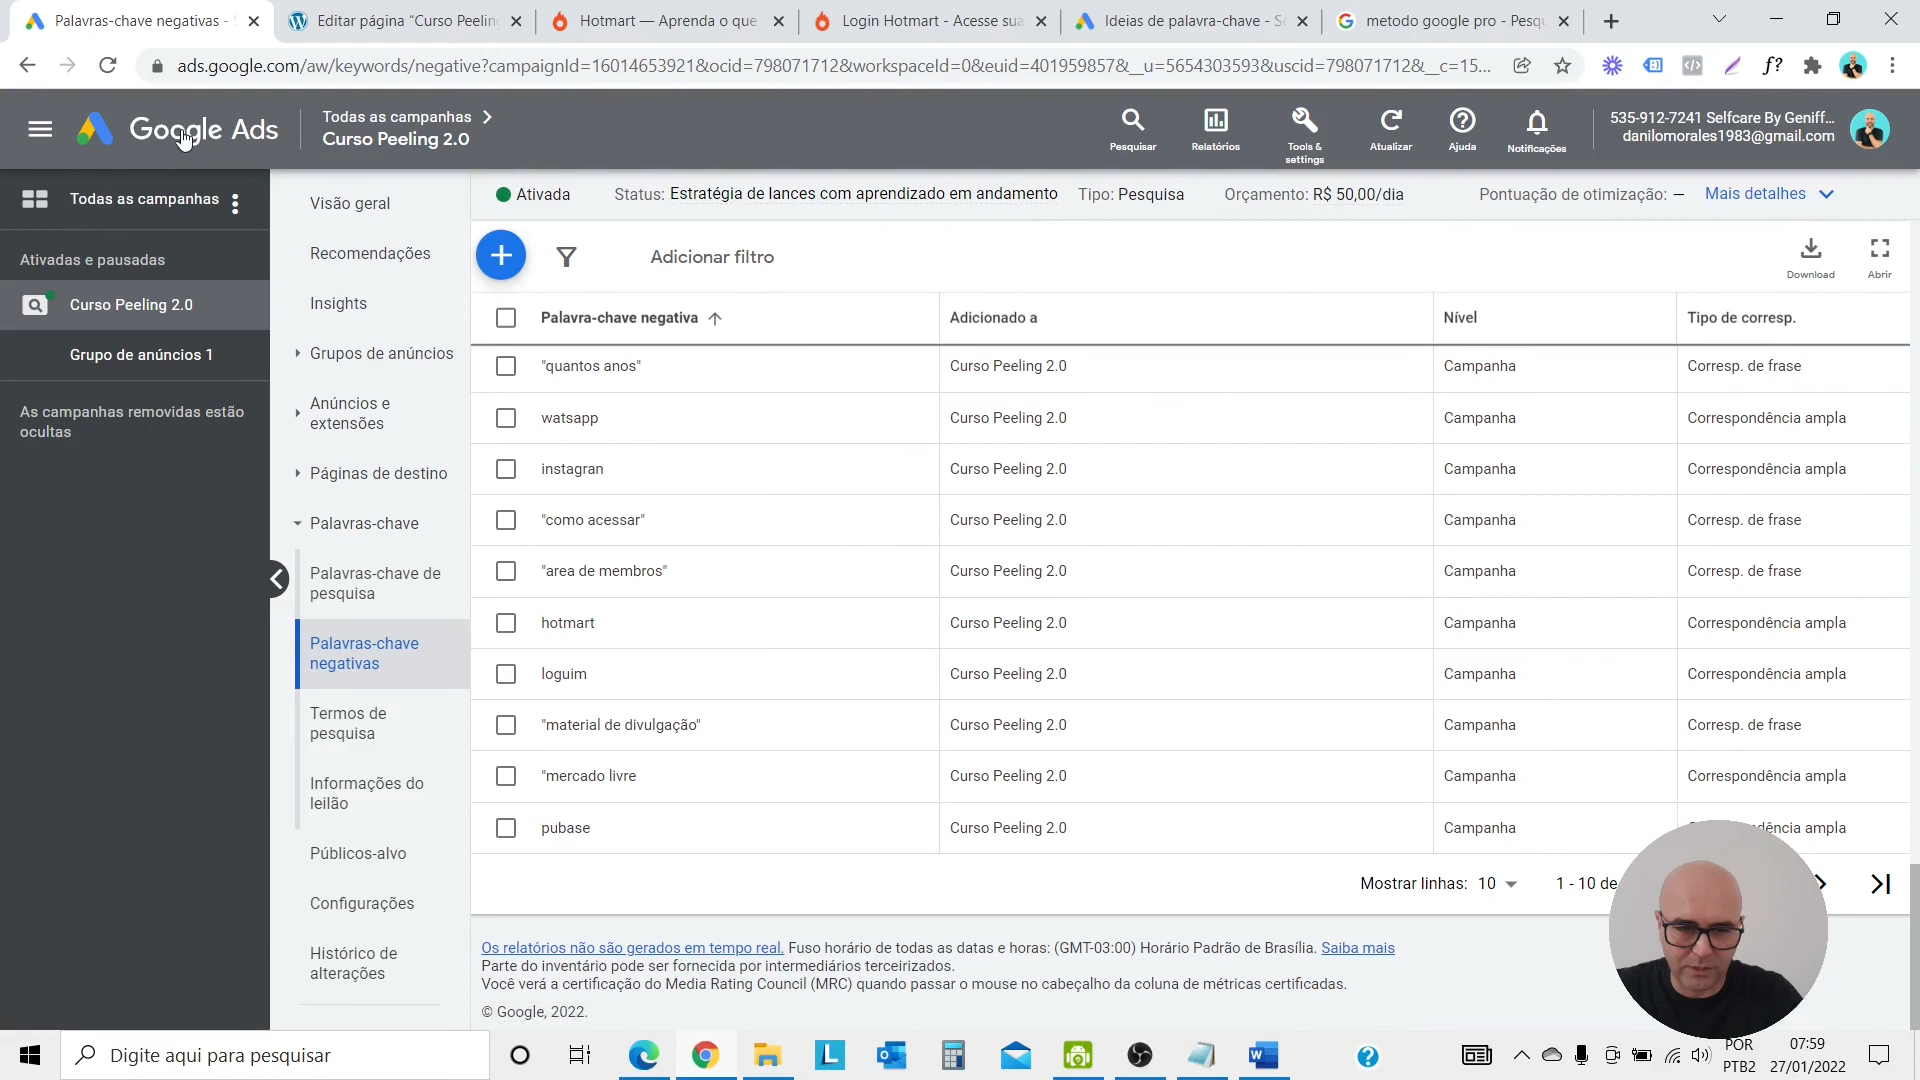 Palavras-chave negativas - S
Editar página “Curso Peeling
Hotmart — Aprenda o que
Login Hotmart - Acesse sua
Ideias de palavra-chave - Se
metodo google pro - Pesqu
ads.google.com/aw/keywords/negative?campaignId=16014653921&ocid=798071712&workspaceId=0&euid=401959857&__u=5654303593&uscid=798071712&__c=15...
Google Ads
Todas as campanhas
Curso Peeling 2.0
Pesquisar
Relatórios
Tools & settings
Atualizar
Ajuda
Notificações
535-912-7241 Selfcare By Geniff...
danilomorales1983@gmail.com
Todas as campanhas
Ativadas e pausadas
Curso Peeling 2.0
Grupo de anúncios 1
As campanhas removidas estão
ocultas
Visão geral
Recomendações
Insights
Grupos de anúncios
Anúncios e
extensões
Páginas de destino
Palavras-chave
Palavras-chave de
pesquisa
Palavras-chave
negativas
Termos de
pesquisa
Informações do
leilão
Públicos-alvo
Configurações
Histórico de
alterações
Ativada Status: Estratégia de lances com aprendizado em andamento Tipo: Pesquisa Orçamento: R$ 50,00/dia Pontuação de otimização: – Mais detalhes
Adicionar filtro
Download
Abrir
Palavra-chave negativa Adicionado a Nível Tipo de corresp.
"quantos anos" Curso Peeling 2.0 Campanha Corresp. de frase
watsapp Curso Peeling 2.0 Campanha Correspondência ampla
instagran Curso Peeling 2.0 Campanha Correspondência ampla
"como acessar" Curso Peeling 2.0 Campanha Corresp. de frase
"area de membros" Curso Peeling 2.0 Campanha Corresp. de frase
hotmart Curso Peeling 2.0 Campanha Correspondência ampla
loguim Curso Peeling 2.0 Campanha Correspondência ampla
"material de divulgação" Curso Peeling 2.0 Campanha Corresp. de frase
"mercado livre Curso Peeling 2.0 Campanha Correspondência ampla
pubase Curso Peeling 2.0 Campanha dência ampla
Mostrar linhas: 10 1 - 10 de
Os relatórios não são gerados em tempo real. Fuso horário de todas as datas e horas: (GMT-03:00) Horário Padrão de Brasília. Saiba mais
Parte do inventário pode ser fornecida por intermediários terceirizados.
Você verá a certificação do Media Rating Council (MRC) quando passar o mouse no cabeçalho da coluna de métricas certificadas.
© Google, 2022.
Digite aqui para pesquisar
POR
PTB2
07:59
27/01/2022